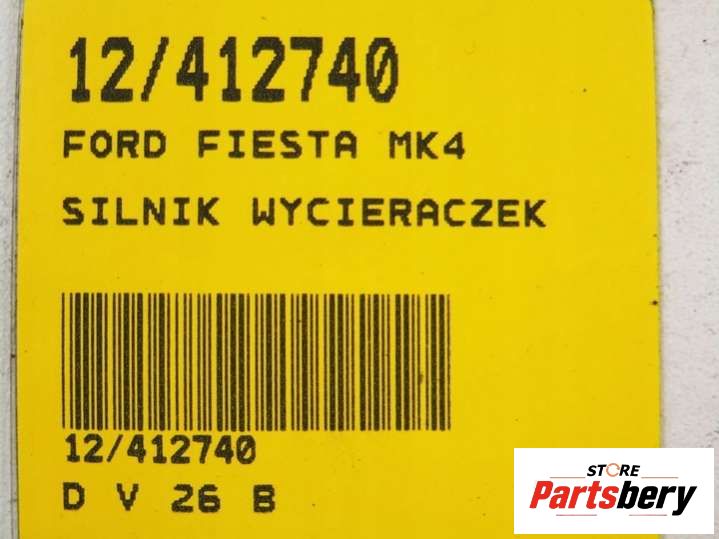 12/412740
FORD FIESTA MK4
SILNIK WYCIERACZEK
12/412740
D V 26 B
STORE
Partsbery